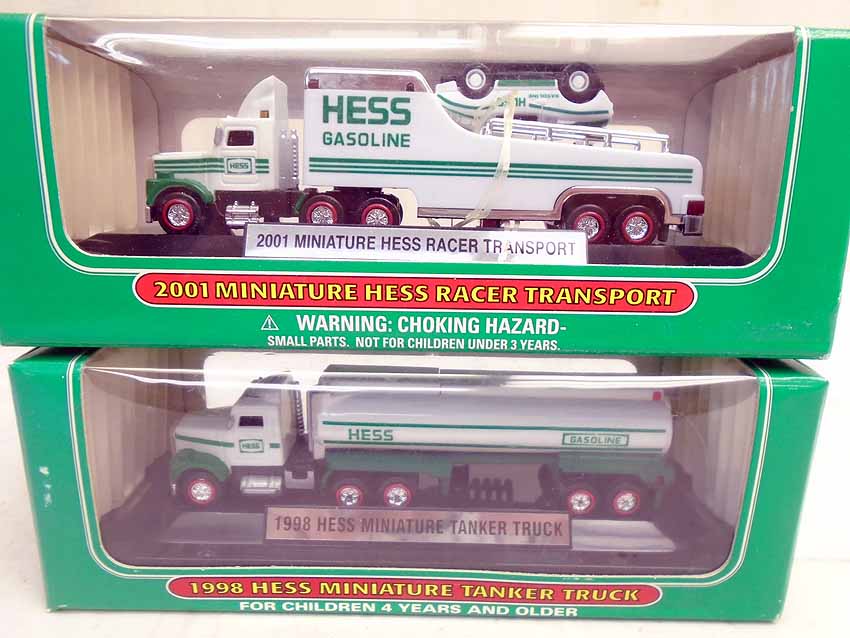 HESS
GASOLINE
HESS
2001 MINIATURE HESS RACER TRANSPORT
2001 MINIATURE HESS RACER TRANSPORT
WARNING: CHOKING HAZARD-
SMALL PARTS. NOT FOR CHILDREN UNDER 3 YEARS.
HESS
GASOLINE
HESS
1998 HESS MINIATURE TANKER TRUCK
1998 HESS MINIATURE TANKER TRUCK
FOR CHILDREN 4 YEARS AND OLDER